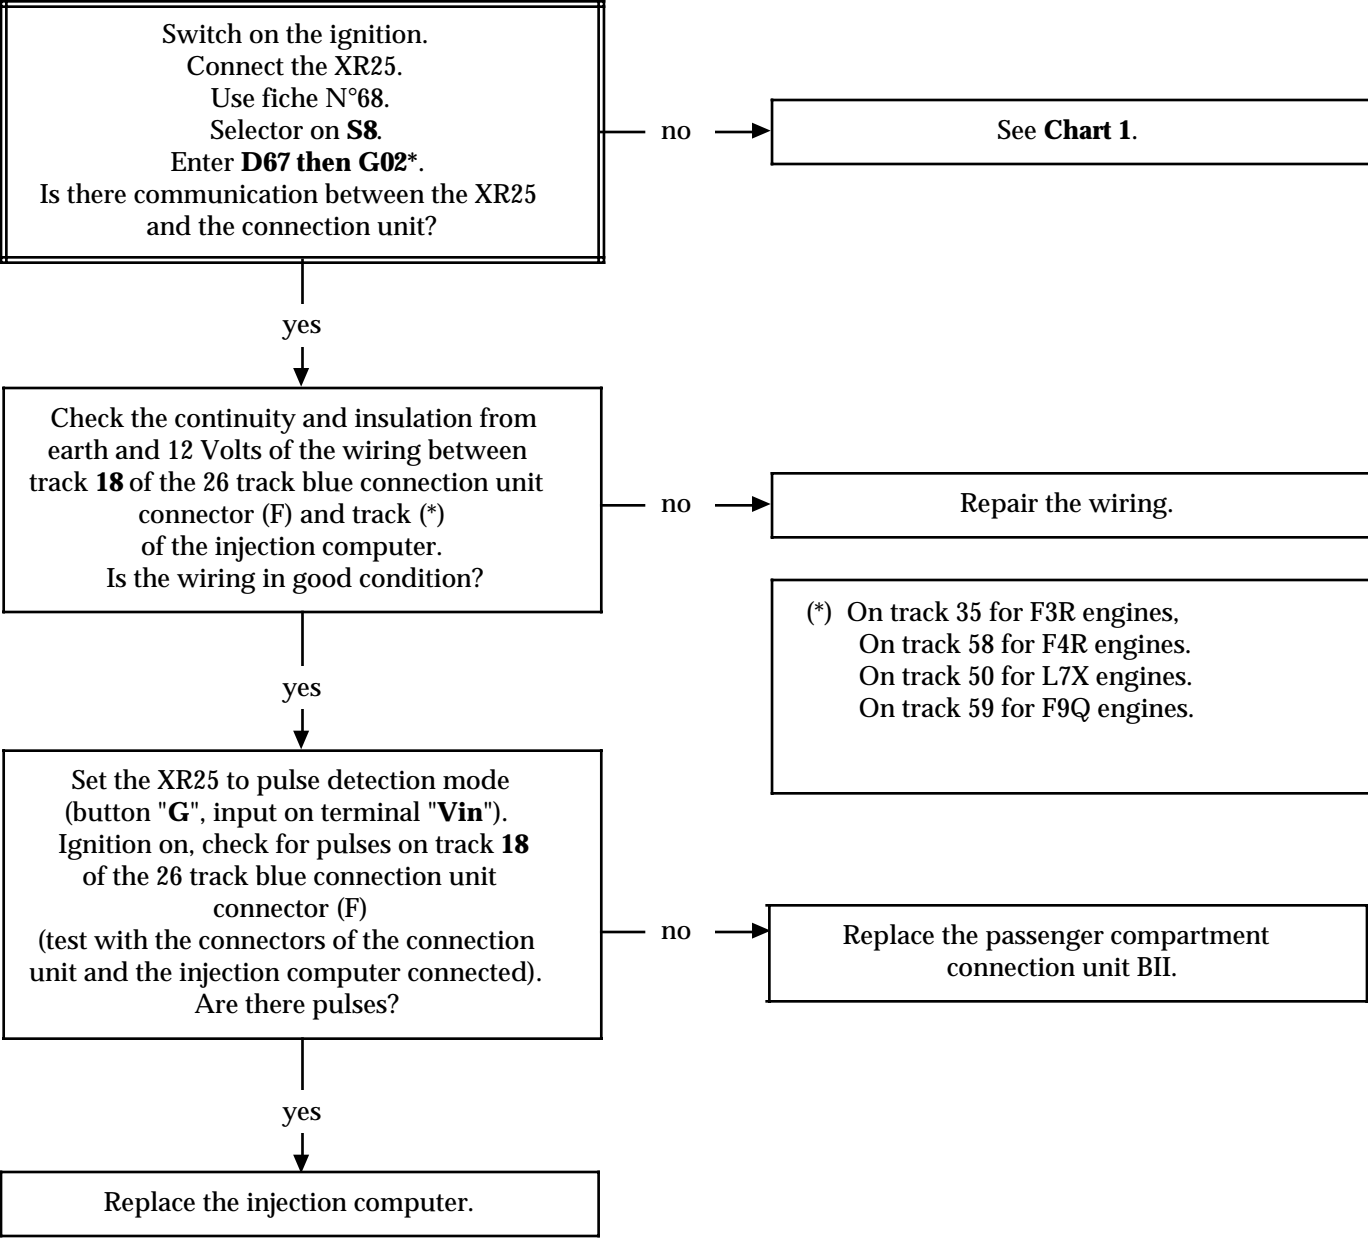 Switch on the ignition.
Connect the XR25.
Use fiche N°68.
Selector on S8.
Enter D67 then G02*.
Is there communication between the XR25
and the connection unit?
no
See Chart 1.
yes
Check the continuity and insulation from
earth and 12 Volts of the wiring between
track 18 of the 26 track blue connection unit
connector (F) and track (*)
of the injection computer.
Is the wiring in good condition?
no
Repair the wiring.
(*) On track 35 for F3R engines,
On track 58 for F4R engines.
On track 50 for L7X engines.
On track 59 for F9Q engines.
yes
Set the XR25 to pulse detection mode
(button "G", input on terminal "Vin").
Ignition on, check for pulses on track 18
of the 26 track blue connection unit
connector (F)
(test with the connectors of the connection
unit and the injection computer connected).
Are there pulses?
no
Replace the passenger compartment
connection unit BII.
yes
Replace the injection computer.